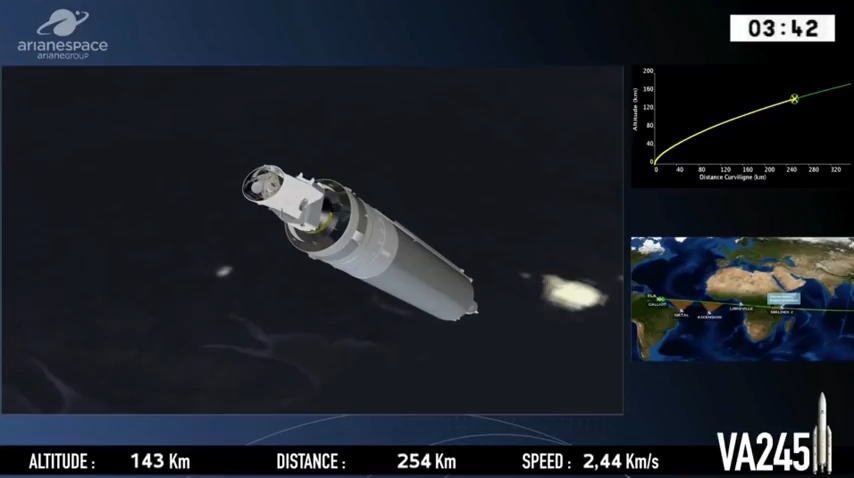 arianespace
arianeGROUP
03:42
Altitude (km)
200
160
120
80
40
0
0 40 80 120 160 200 240 280 320
Distance Curviligne (km)
GALLIOT
NATAL
ASCENSION
LIBREVILLE
MALINDI 2
VA245
ALTITUDE : 143 Km
DISTANCE : 254 Km
SPEED : 2,44 Km/s